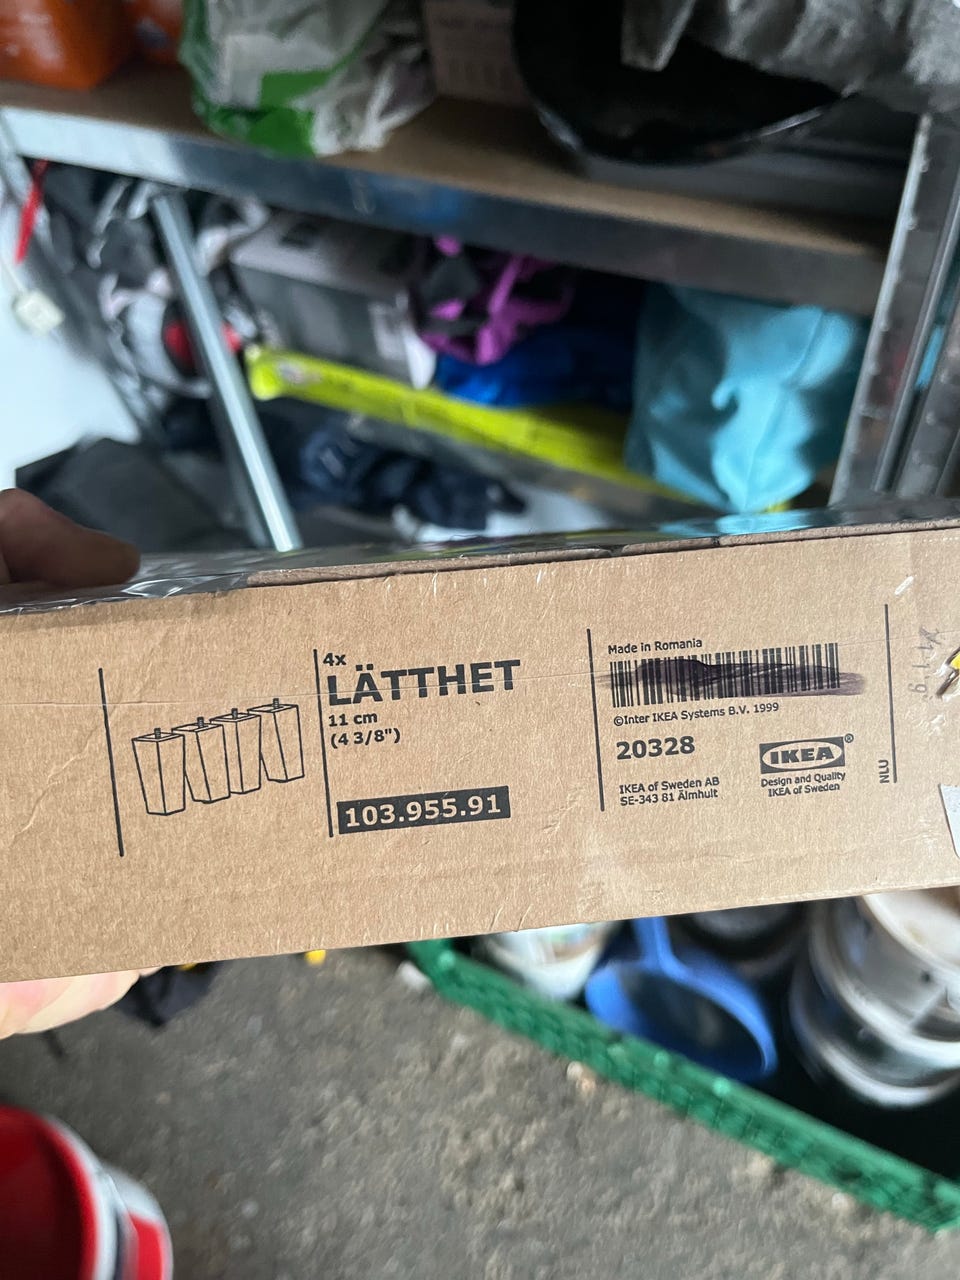 4x
LÄTTHET
11 cm
(4 3/8")
103.955.91
Made in Romania
©Inter IKEA Systems B.V. 1999
20328
IKEA of Sweden AB
SE-343 81 Älmhult
IKEA®
Design and Quality
IKEA of Sweden
NLU